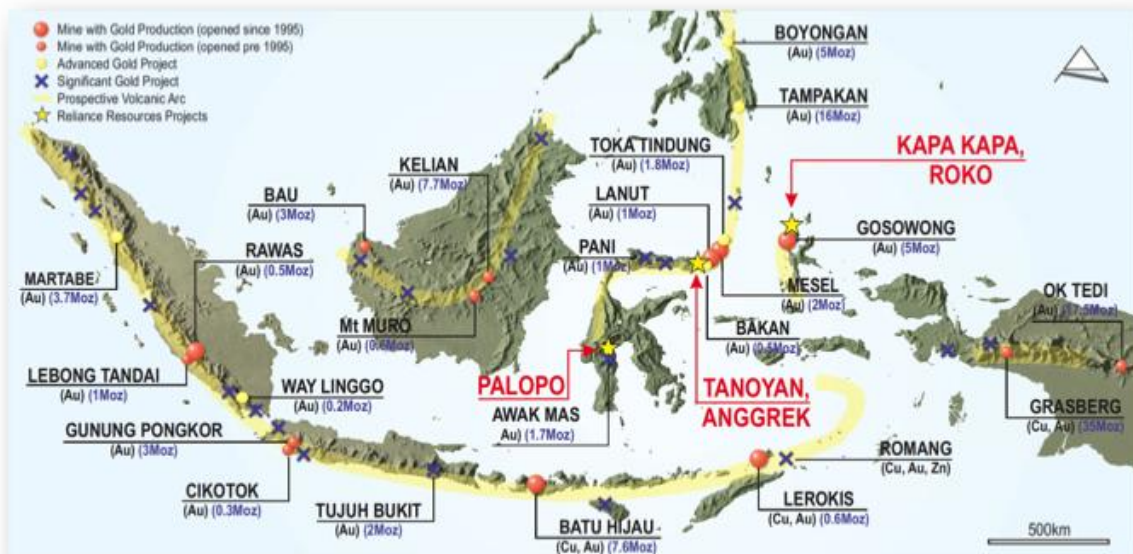 Mine with Gold Production (opened since 1995)
Mine with Gold Production (opened pre 1995)
Advanced Gold Project
Significant Gold Project
Prospective Volcanic Arc
Reliance Resources Projects
BOYONGAN
(Au) (5Moz)
TAMPAKAN
(Au) (16Moz)
TOKA TINDUNG
(Au) (1.8Moz)
KAPA KAPA,
ROKO
KELIAN
(Au) (7.7Moz)
LANUT
(Au) (1Moz)
BAU
(Au) (3Moz)
GOSOWONG
(Au) (5Moz)
RAWAS
(Au) (0.5Moz)
PANI
(Au) (1Moz)
MARTABE
(Au) (3.7Moz)
MESEL
(Au) (2Moz)
OK TEDI
(Au) (17.5Moz)
Mt MURO
(Au) (0.6Moz)
BAKAN
(Au) (0.5Moz)
LEBONG TANDAI
(Au) (1Moz)
WAY LINGGO
(Au) (0.2Moz)
PALOPO
TANOYAN,
ANGGREK
AWAK MAS
Au) (1.7Moz)
GRASBERG
(Cu, Au) (35Moz)
GUNUNG PONGKOR
(Au) (3Moz)
ROMANG
(Cu, Au, Zn)
CIKOTOK
(Au) (0.3Moz)
TUJUH BUKIT
(Au) (2Moz)
BATU HIJAU
(Cu, Au) (7.6Moz)
LEROKIS
(Cu, Au) (0.6Moz)
500km